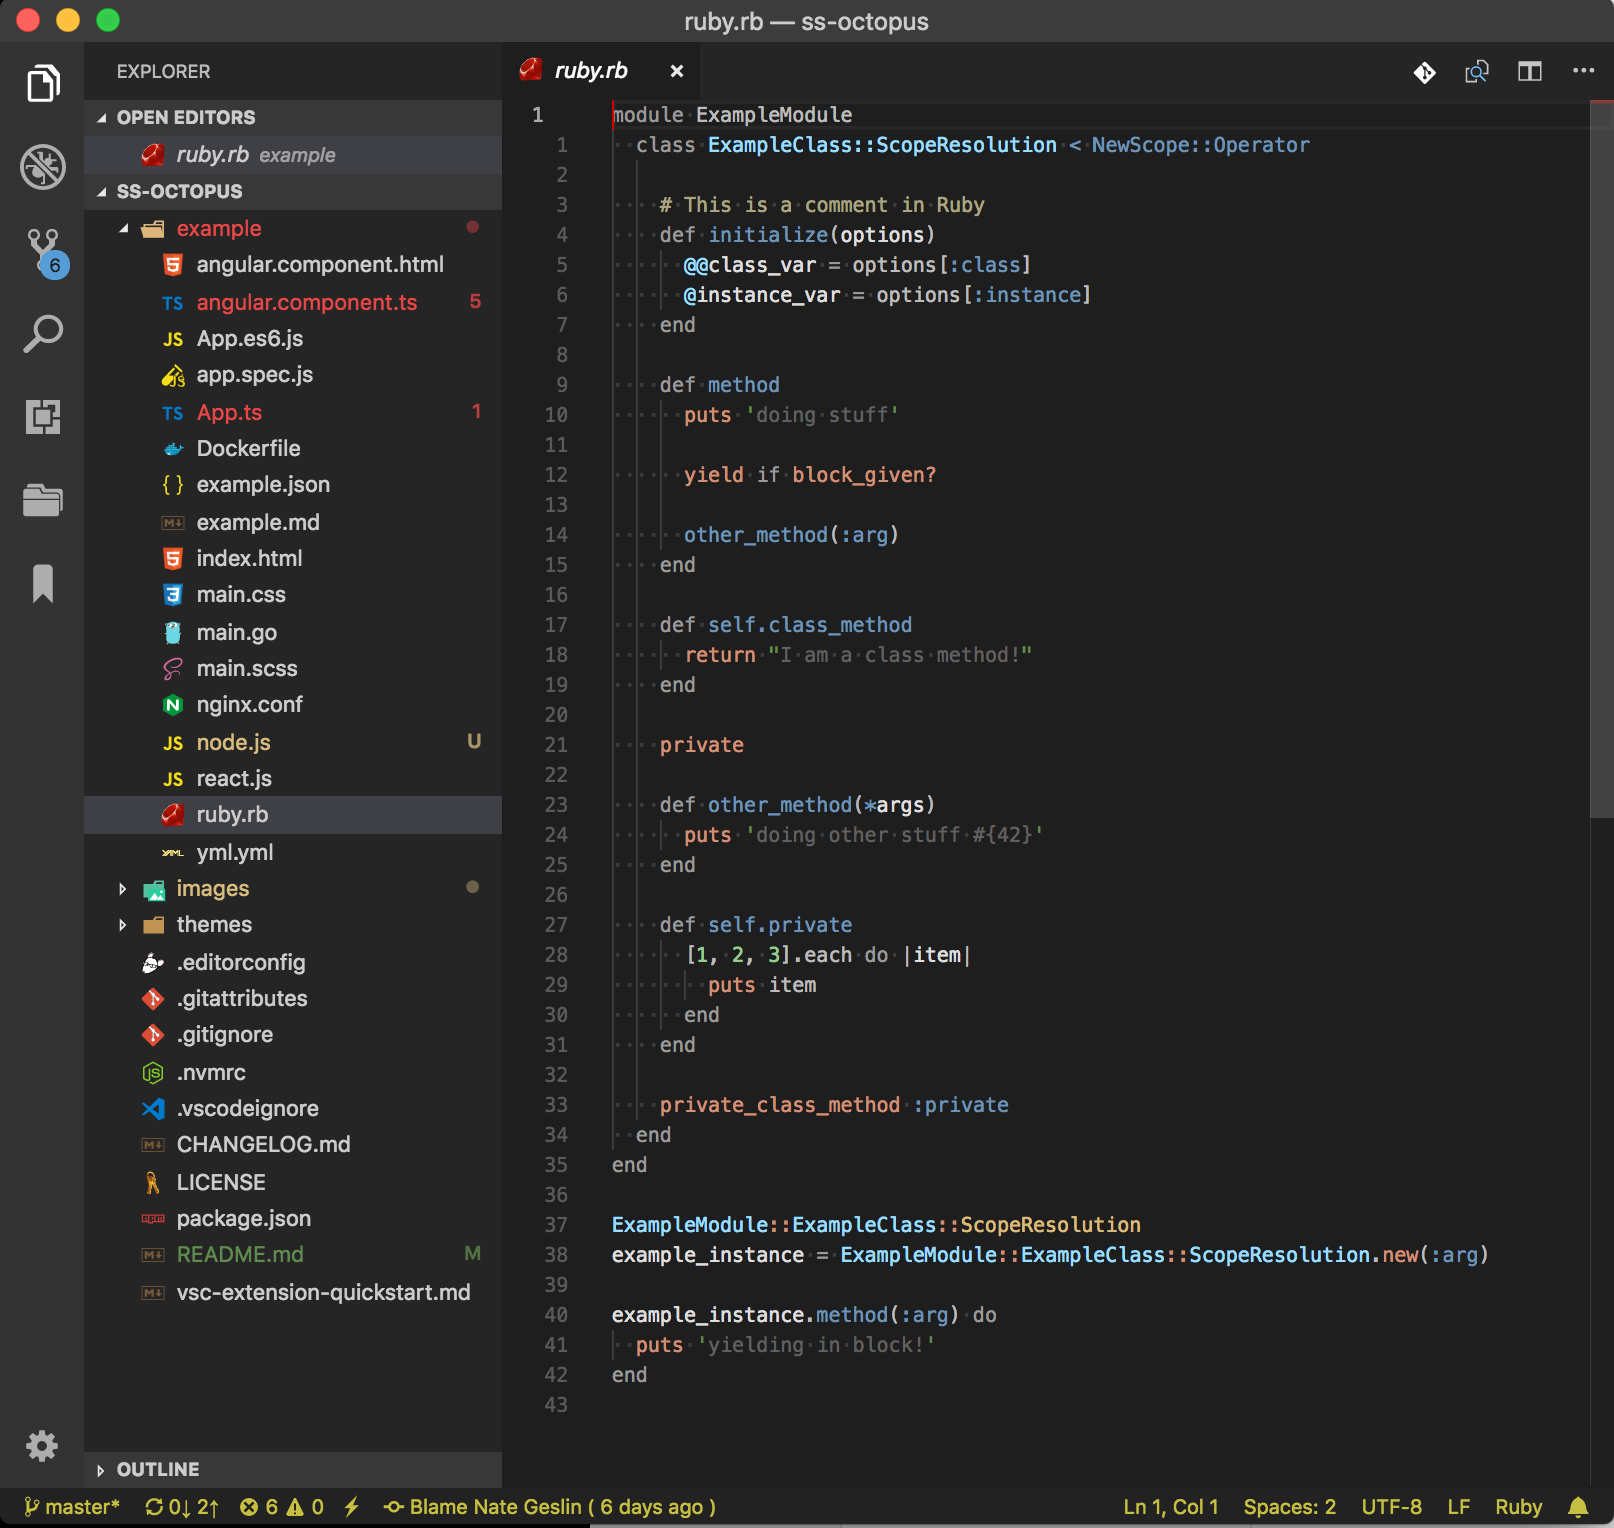 ruby.rb — ss-octopus
EXPLORER
OPEN EDITORS
ruby.rb example
SS-OCTOPUS
example
angular.component.html
TS angular.component.ts 5
JS App.es6.js
app.spec.js
TS App.ts 1
Dockerfile
{ } example.json
M↓ example.md
index.html
main.css
main.go
main.scss
nginx.conf
JS node.js U
JS react.js
ruby.rb
YAML yml.yml
images
themes
.editorconfig
.gitattributes
.gitignore
.nvmrc
.vscodeignore
M↓ CHANGELOG.md
LICENSE
npm package.json
M↓ README.md M
M↓ vsc-extension-quickstart.md
OUTLINE
6
ruby.rb ×
1 module ExampleModule
1   class ExampleClass::ScopeResolution < NewScope::Operator
2
3     # This is a comment in Ruby
4     def initialize(options)
5       @@class_var = options[:class]
6       @instance_var = options[:instance]
7     end
8
9     def method
10       puts 'doing stuff'
11
12       yield if block_given?
13
14       other_method(:arg)
15     end
16
17     def self.class_method
18       return "I am a class method!"
19     end
20
21     private
22
23     def other_method(*args)
24       puts 'doing other stuff #{42}'
25     end
26
27     def self.private
28       [1, 2, 3].each do |item|
29         puts item
30       end
31     end
32
33     private_class_method :private
34   end
35 end
36
37 ExampleModule::ExampleClass::ScopeResolution
38 example_instance = ExampleModule::ExampleClass::ScopeResolution.new(:arg)
39
40 example_instance.method(:arg) do
41   puts 'yielding in block!'
42 end
43
master* 0↓ 2↑ 6 0 Blame Nate Geslin ( 6 days ago ) Ln 1, Col 1 Spaces: 2 UTF-8 LF Ruby